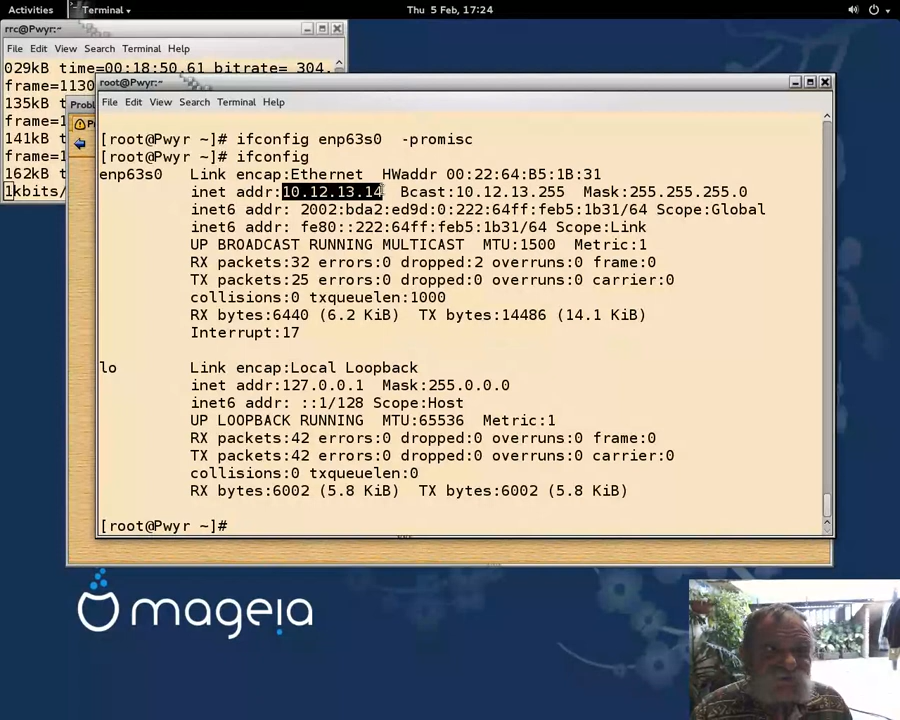 Activities Terminal Thu 5 Feb, 17:24
rrc@Pwyr:~
File Edit View Search Terminal Help
029kB time=00:18:50.61 bitrate= 304.
frame=1130
135kB t
frame=1
141kB t
frame=1
162kB t
1kbits/
root@Pwyr:~
File Edit View Search Terminal Help
[root@Pwyr ~]# ifconfig enp63s0  -promisc
[root@Pwyr ~]# ifconfig
enp63s0   Link encap:Ethernet  HWaddr 00:22:64:B5:1B:31
inet addr:10.12.13.14  Bcast:10.12.13.255  Mask:255.255.255.0
inet6 addr: 2002:bda2:ed9d:0:222:64ff:feb5:1b31/64 Scope:Global
inet6 addr: fe80::222:64ff:feb5:1b31/64 Scope:Link
UP BROADCAST RUNNING MULTICAST  MTU:1500  Metric:1
RX packets:32 errors:0 dropped:2 overruns:0 frame:0
TX packets:25 errors:0 dropped:0 overruns:0 carrier:0
collisions:0 txqueuelen:1000
RX bytes:6440 (6.2 KiB)  TX bytes:14486 (14.1 KiB)
Interrupt:17
lo        Link encap:Local Loopback
inet addr:127.0.0.1  Mask:255.0.0.0
inet6 addr: ::1/128 Scope:Host
UP LOOPBACK RUNNING  MTU:65536  Metric:1
RX packets:42 errors:0 dropped:0 overruns:0 frame:0
TX packets:42 errors:0 dropped:0 overruns:0 carrier:0
collisions:0 txqueuelen:0
RX bytes:6002 (5.8 KiB)  TX bytes:6002 (5.8 KiB)
[root@Pwyr ~]#
mageia